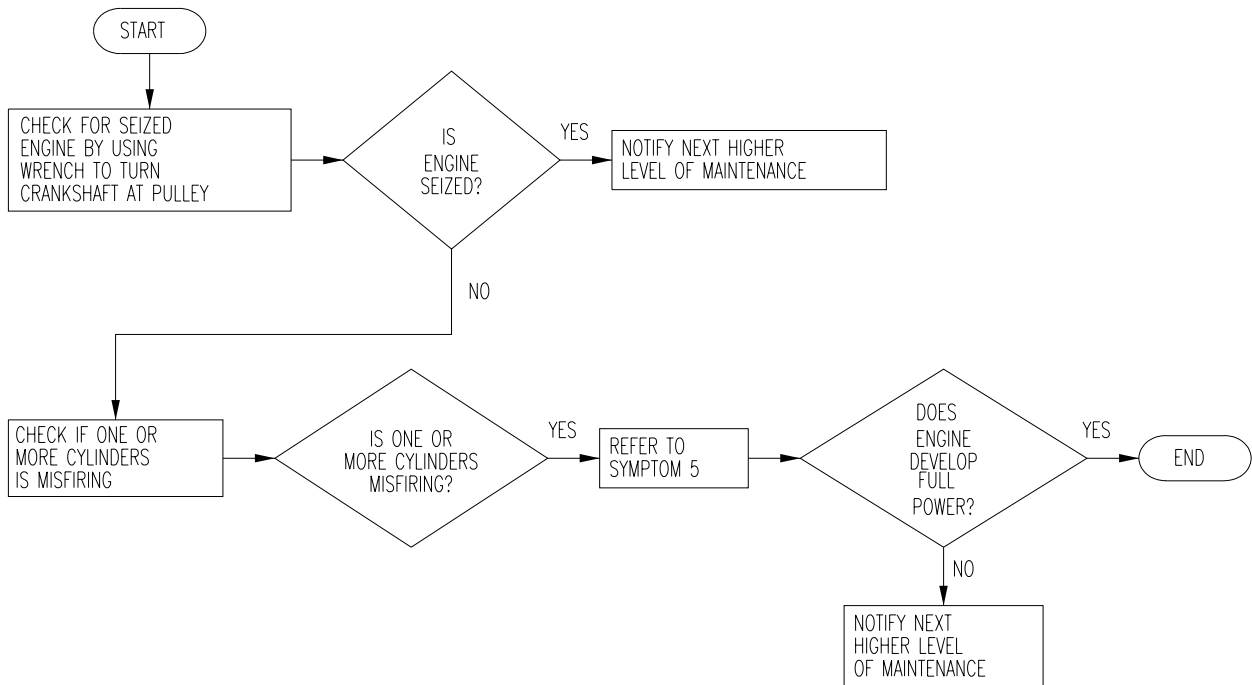 START
CHECK FOR SEIZED
ENGINE BY USING
WRENCH TO TURN
CRANKSHAFT AT PULLEY
IS
ENGINE
SEIZED?
YES
NOTIFY NEXT HIGHER
LEVEL OF MAINTENANCE
NO
CHECK IF ONE OR
MORE CYLINDERS
IS MISFIRING
IS ONE OR
MORE CYLINDERS
MISFIRING?
YES
REFER TO
SYMPTOM 5
DOES
ENGINE
DEVELOP
FULL
POWER?
YES
END
NO
NOTIFY NEXT
HIGHER LEVEL
OF MAINTENANCE